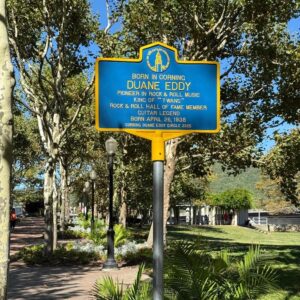 BORN IN CORNING
DUANE EDDY
PIONEER IN ROCK & ROLL MUSIC
KING OF "TWANG"
ROCK & ROLL HALL OF FAME MEMBER
GUITAR LEGEND
BORN APRIL 26, 1938
CORNING DUANE EDDY CIRCLE 2025